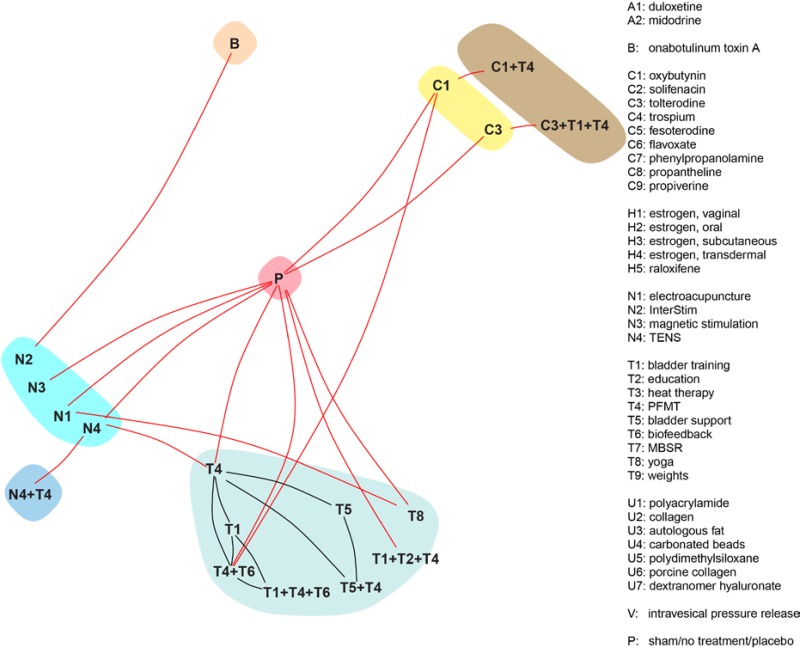 B
C1+T4
C1
C3
C3+T1+T4
P
N2
N3
N1
N4
N4+T4
T4
T5
T8
T1
T1+T2+T4
T4+T6
T5+T4
T1+T4+T6
A1: duloxetine
A2: midodrine
B: onabotulinum toxin A
C1: oxybutynin
C2: solifenacin
C3: tolterodine
C4: trospium
C5: fesoterodine
C6: flavoxate
C7: phenylpropanolamine
C8: propantheline
C9: propiverine
H1: estrogen, vaginal
H2: estrogen, oral
H3: estrogen, subcutaneous
H4: estrogen, transdermal
H5: raloxifene
N1: electroacupuncture
N2: InterStim
N3: magnetic stimulation
N4: TENS
T1: bladder training
T2: education
T3: heat therapy
T4: PFMT
T5: bladder support
T6: biofeedback
T7: MBSR
T8: yoga
T9: weights
U1: polyacrylamide
U2: collagen
U3: autologous fat
U4: carbonated beads
U5: polydimethylsiloxane
U6: porcine collagen
U7: dextranomer hyaluronate
V: intravesical pressure release
P: sham/no treatment/placebo